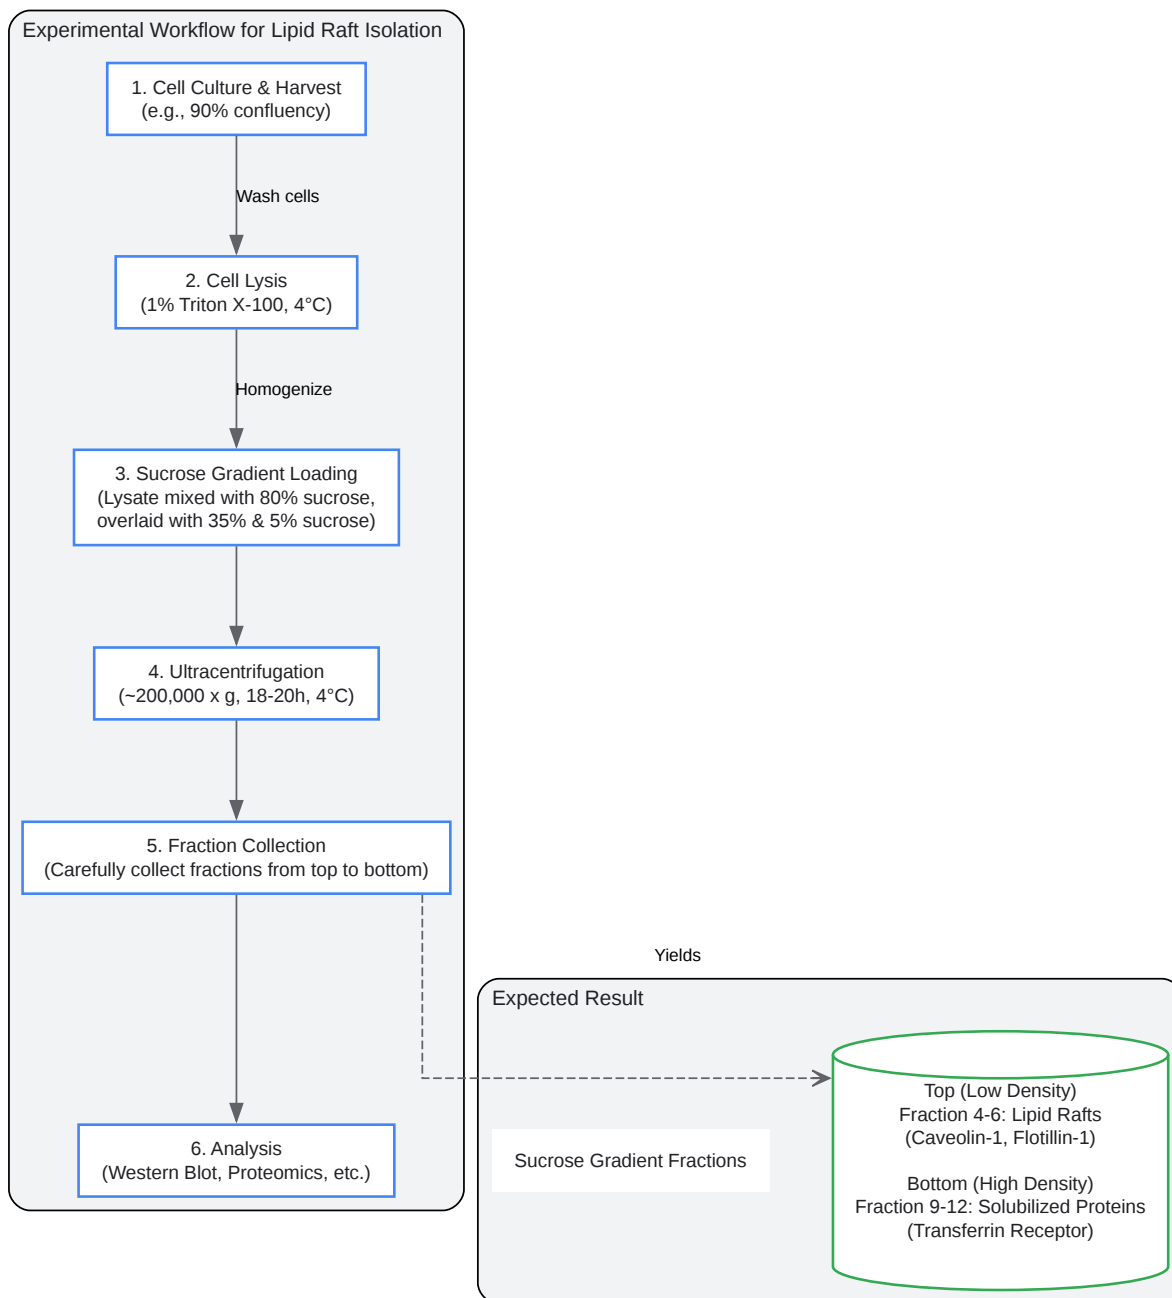 Experimental Workflow for Lipid Raft Isolation
1. Cell Culture & Harvest
(e.g., 90% confluency)
Wash cells
2. Cell Lysis
(1% Triton X-100, 4°C)
Homogenize
3. Sucrose Gradient Loading
(Lysate mixed with 80% sucrose,
overlaid with 35% & 5% sucrose)
4. Ultracentrifugation
(~200,000 x g, 18-20h, 4°C)
5. Fraction Collection
(Carefully collect fractions from top to bottom)
6. Analysis
(Western Blot, Proteomics, etc.)
Yields
Expected Result
Sucrose Gradient Fractions
Top (Low Density)
Fraction 4-6: Lipid Rafts
(Caveolin-1, Flotillin-1)
Bottom (High Density)
Fraction 9-12: Solubilized Proteins
(Transferrin Receptor)